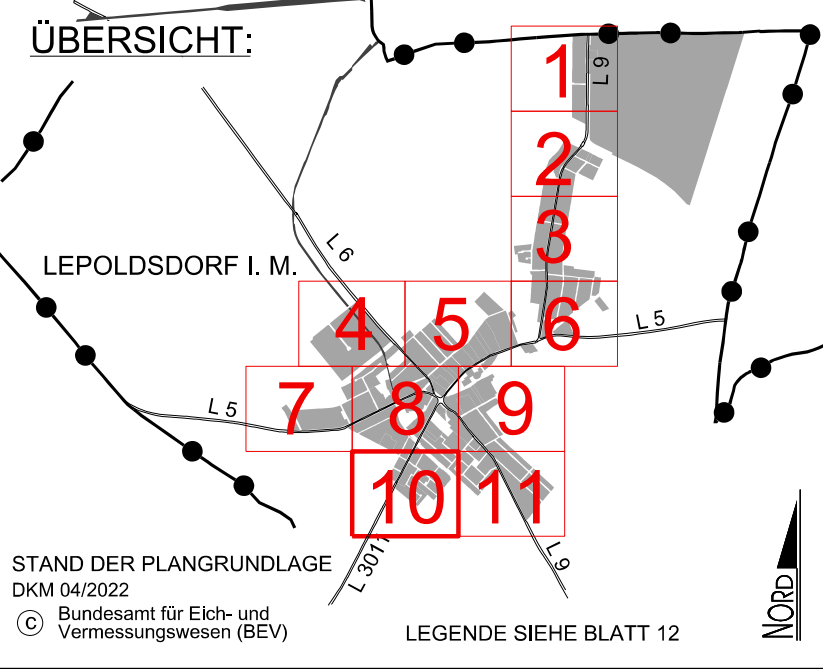 ÜBERSICHT:
1
L 9
2
3
L 6
LEPOLDSDORF I. M.
4
5
6
L 5
7
8
9
L 5
10
11
L 3011
L 9
STAND DER PLANGRUNDLAGE
DKM 04/2022
c Bundesamt für Eich- und
Vermessungswesen (BEV)
LEGENDE SIEHE BLATT 12
NORD